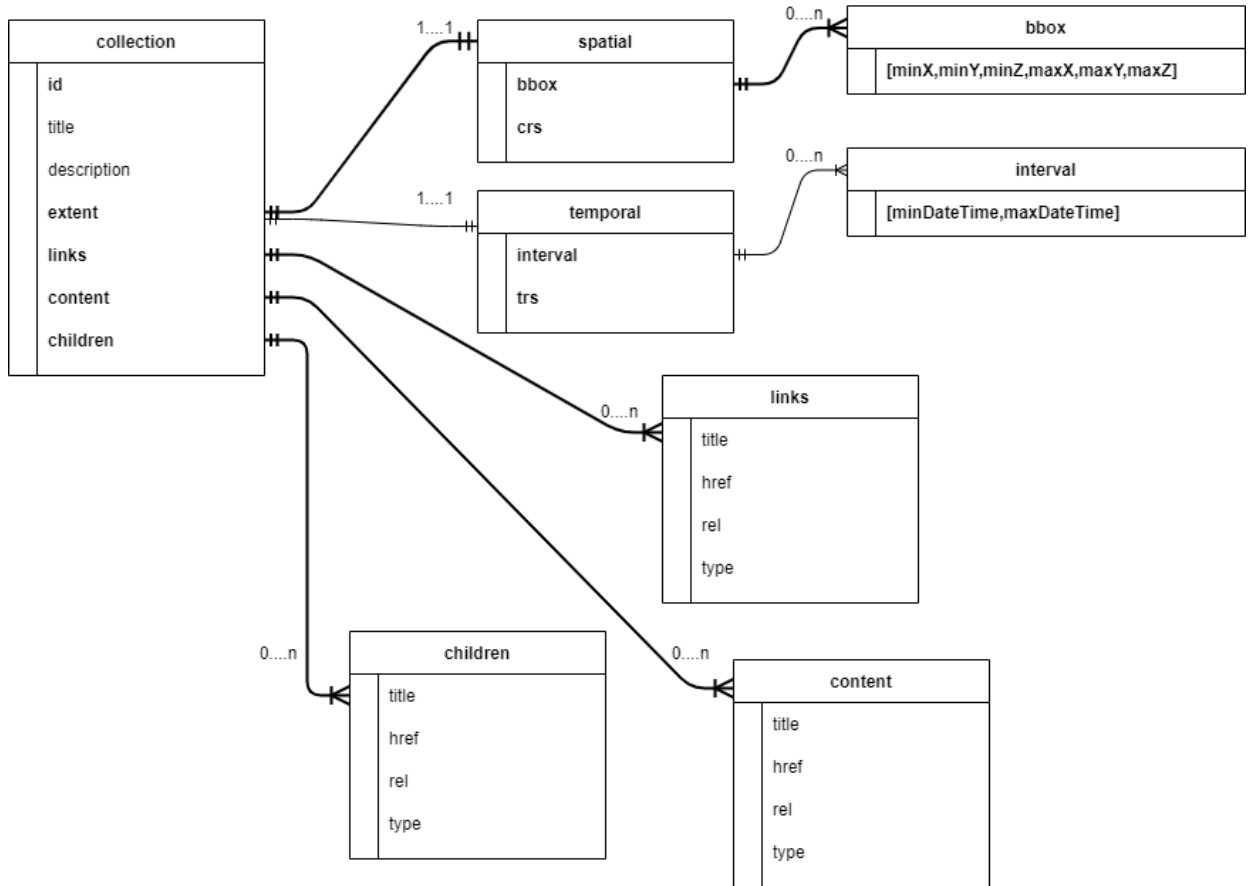 collection
id
title
description
extent
links
content
children
1....1
spatial
bbox
crs
0....n
bbox
[minX,minY,minZ,maxX,maxY,maxZ]
1....1
temporal
interval
trs
0....n
interval
[minDateTime,maxDateTime]
0....n
links
title
href
rel
type
0....n
children
title
href
rel
type
0....n
content
title
href
rel
type